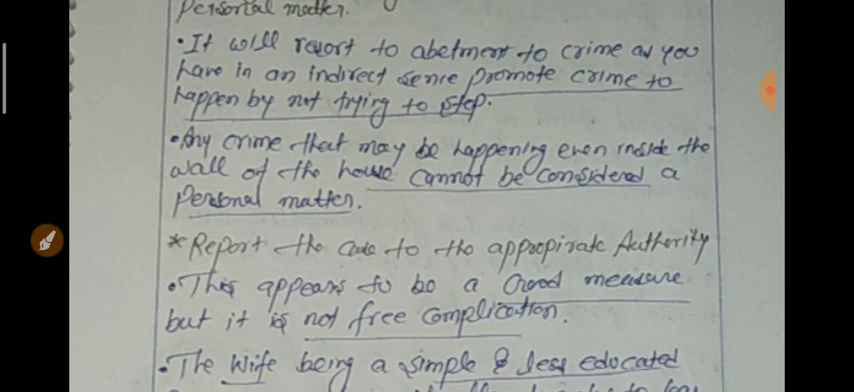 Personal matter.
• It will resort to abetment to crime as you
have in an indirect sence promote crime to
happen by not trying to stop.
• Any crime that may be happening even inside the
wall of the house cannot be considered a
Personal matter.
* Report the case to the appropirate Authority
• This appears to be a Good measure
but it is not free complication.
• The Wife being a simple & less educated